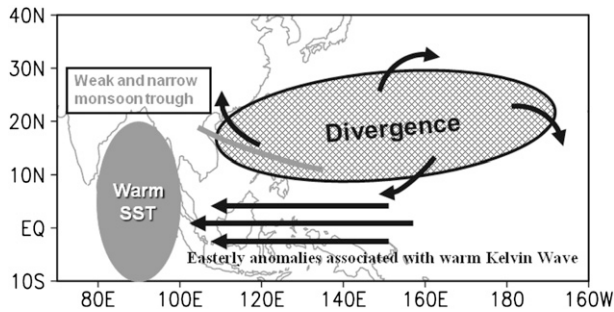 40N
30N
20N
10N
EQ
10S
Weak and narrow
monsoon trough
Divergence
Warm
SST
Easterly anomalies associated with warm Kelvin Wave
80E 100E 120E 140E 160E 180 160W